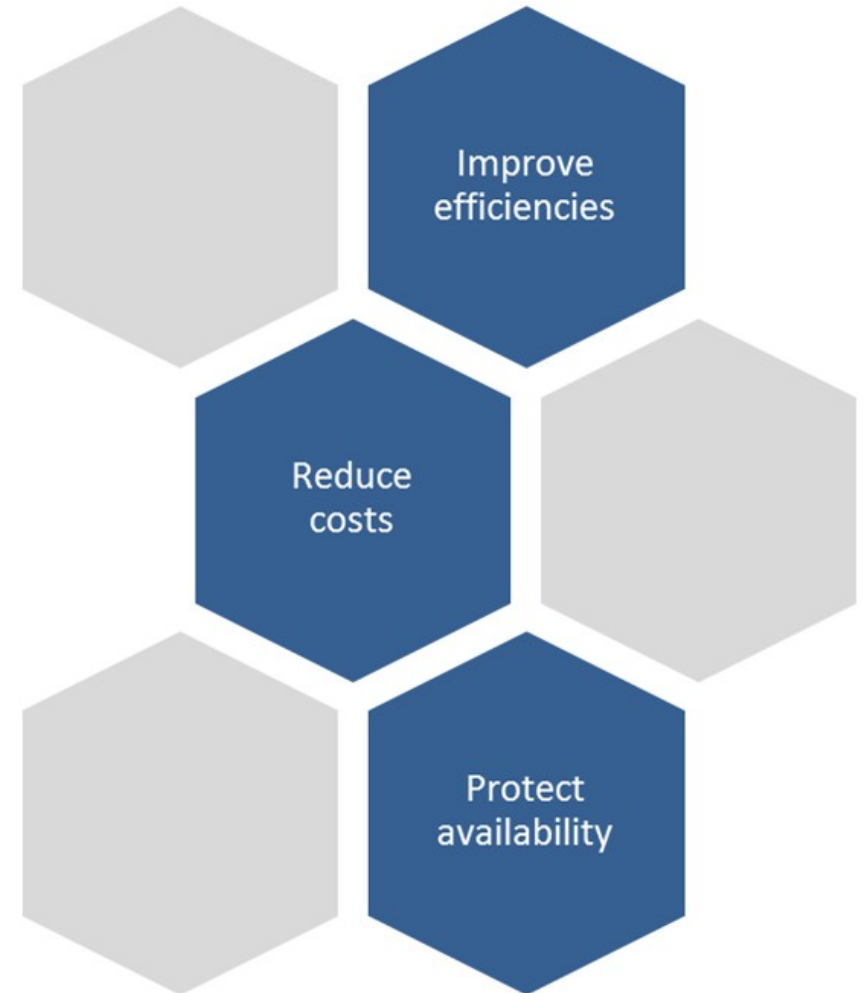 Improve
efficiencies
Reduce
costs
Protect
availability